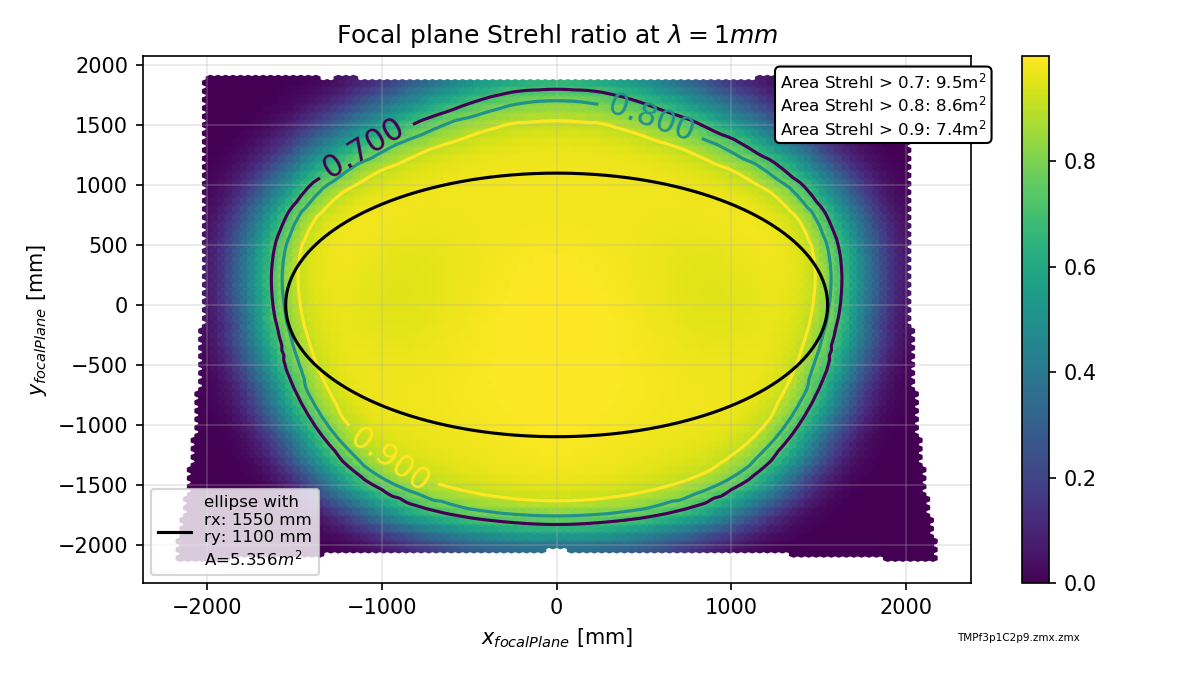 Focal plane Strehl ratio at λ = 1mm
Area Strehl > 0.7: 9.5m²
Area Strehl > 0.8: 8.6m²
Area Strehl > 0.9: 7.4m²
2000
1500
1000
500
0
−500
−1000
−1500
−2000
y_focalPlane [mm]
0.700
0.800
0.900
ellipse with
rx: 1550 mm
ry: 1100 mm
A=5.356m²
−2000
−1000
0
1000
2000
x_focalPlane [mm]
0.8
0.6
0.4
0.2
0.0
TMPf3p1C2p9.zmx.zmx